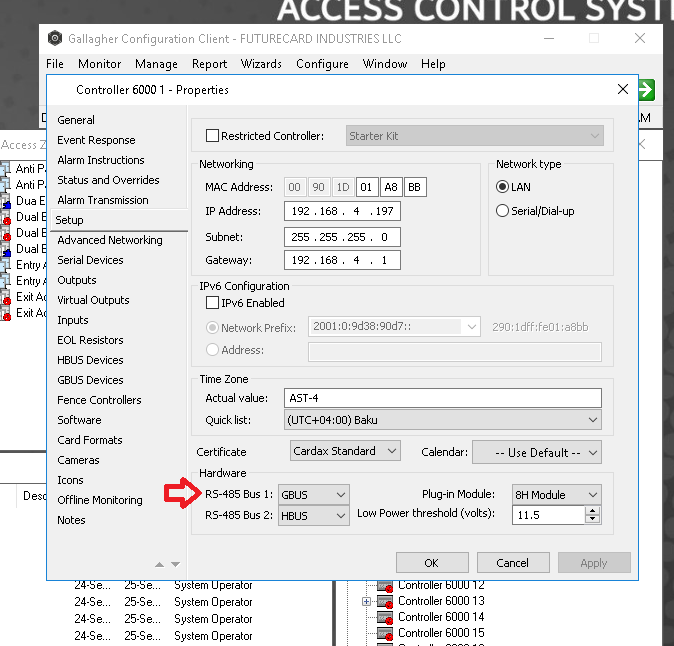 ACCESS CONTROL SYST
Gallagher Configuration Client - FUTURECARD INDUSTRIES LLC
File Monitor Manage Report Wizards Configure Window Help
Controller 6000 1 - Properties
General
Event Response
Alarm Instructions
Status and Overrides
Alarm Transmission
Setup
Advanced Networking
Serial Devices
Outputs
Virtual Outputs
Inputs
EOL Resistors
HBUS Devices
GBUS Devices
Fence Controllers
Software
Card Formats
Cameras
Icons
Offline Monitoring
Notes
Restricted Controller: Starter Kit
Networking
MAC Address: 00 90 1D 01 A8 BB
IP Address: 192 . 168 . 4 . 197
Subnet: 255 . 255 . 255 . 0
Gateway: 192 . 168 . 4 . 1
Network type
LAN
Serial/Dial-up
IPv6 Configuration
IPv6 Enabled
Network Prefix: 2001:0:9d38:90d7:: 290:1dff:fe01:a8bb
Address:
Time Zone
Actual value: AST-4
Quick list: (UTC+04:00) Baku
Certificate Cardax Standard Calendar: -- Use Default --
Hardware
RS-485 Bus 1: GBUS Plug-in Module: 8H Module
RS-485 Bus 2: HBUS Low Power threshold (volts): 11.5
OK Cancel Apply
Access Z
Anti P
Anti P
Dua E
Dual E
Dual E
Dual E
Entry A
Entry A
Exit Ac
Exit Ac
AM
Desc
24-Se... 25-Se... System Operator
24-Se... 25-Se... System Operator
24-Se... 25-Se... System Operator
24-Se... 25-Se... System Operator
Controller 6000 12
Controller 6000 13
Controller 6000 14
Controller 6000 15